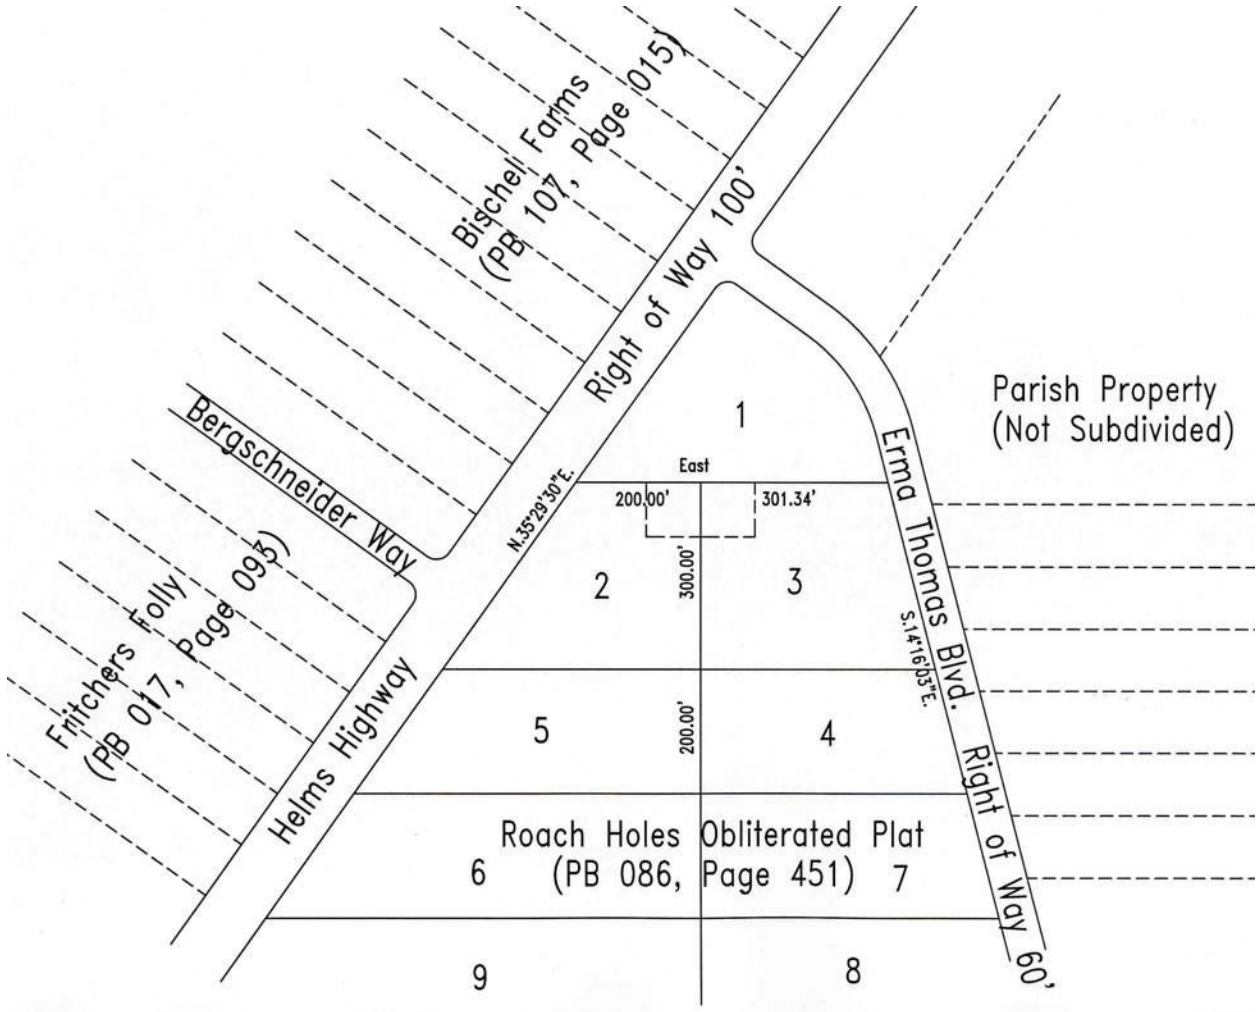 Bischel Farms
(PB 107, Page 015)
Right of Way 100'
Parish Property
(Not Subdivided)
Bergschneider Way
1
East
200.00'
301.34'
N.35°29'30"E.
Erma Thomas Blvd. Right of Way 60'
Fritchers Folly
(PB 017, Page 093)
2
300.00'
3
S.14°16'03"E.
Helms Highway
5
200.00'
4
Roach Holes Obliterated Plat
(PB 086, Page 451)
6
7
9
8